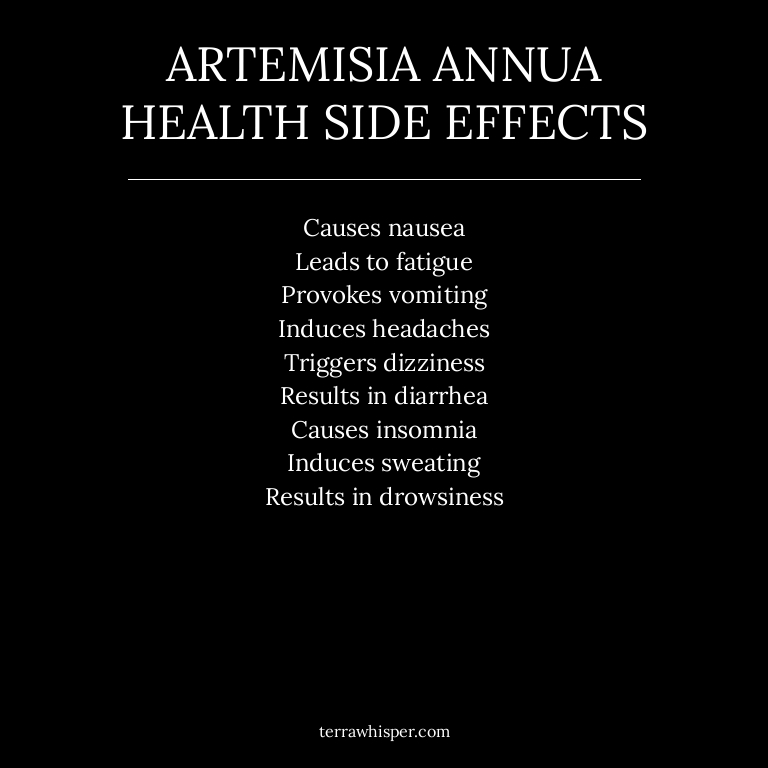 ARTEMISIA ANNUA
HEALTH SIDE EFFECTS
Causes nausea
Leads to fatigue
Provokes vomiting
Induces headaches
Triggers dizziness
Results in diarrhea
Causes insomnia
Induces sweating
Results in drowsiness
terrawhisper.com